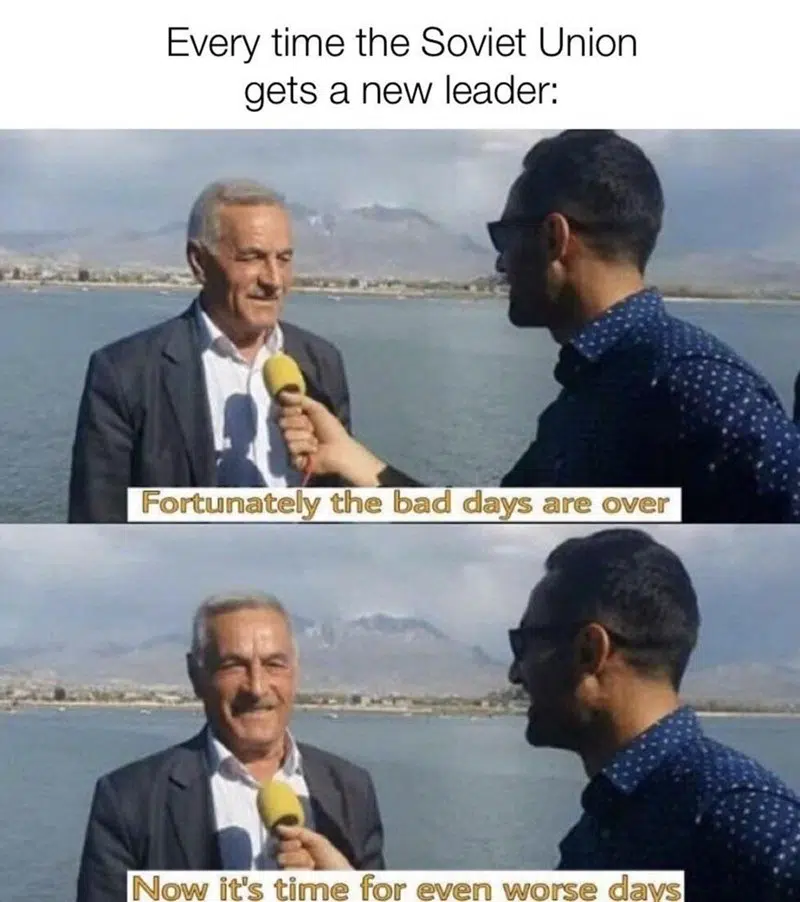 Every time the Soviet Union
gets a new leader:
Fortunately the bad days are over
Now it's time for even worse days